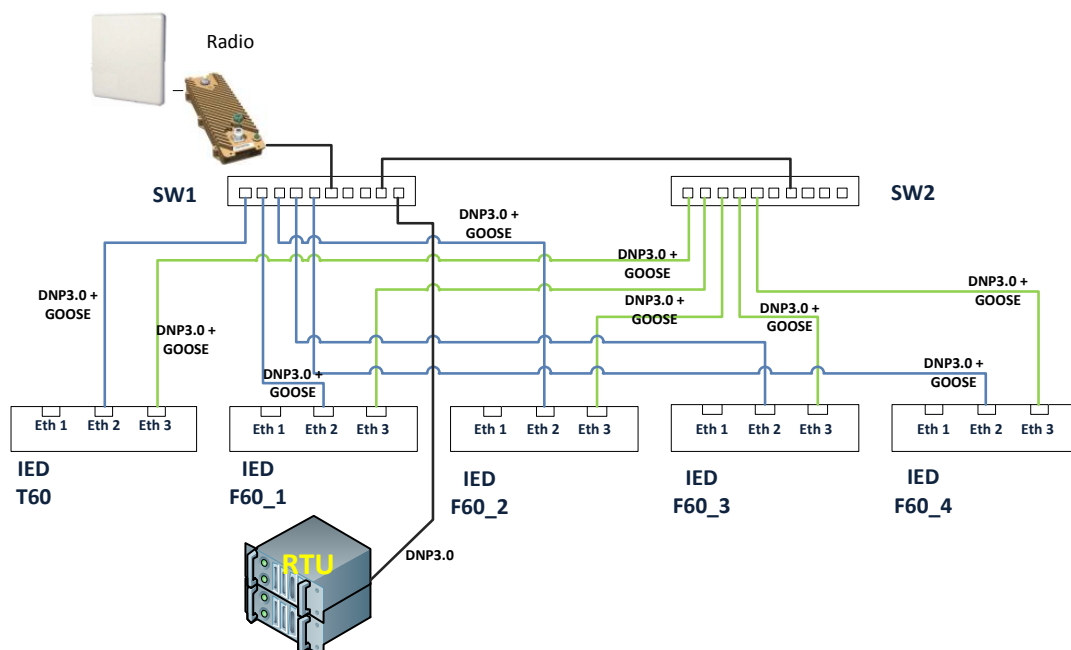 Radio
SW1
SW2
DNP3.0 +
GOOSE
DNP3.0 +
GOOSE
DNP3.0 +
GOOSE
DNP3.0 +
GOOSE
DNP3.0 +
GOOSE
DNP3.0 +
GOOSE
DNP3.0 +
GOOSE
DNP3.0 +
GOOSE
DNP3.0 +
GOOSE
Eth 1
Eth 2
Eth 3
Eth 1
Eth 2
Eth 3
Eth 1
Eth 2
Eth 3
Eth 1
Eth 2
Eth 3
Eth 1
Eth 2
Eth 3
IED
T60
IED
F60_1
IED
F60_2
IED
F60_3
IED
F60_4
RTU
DNP3.0